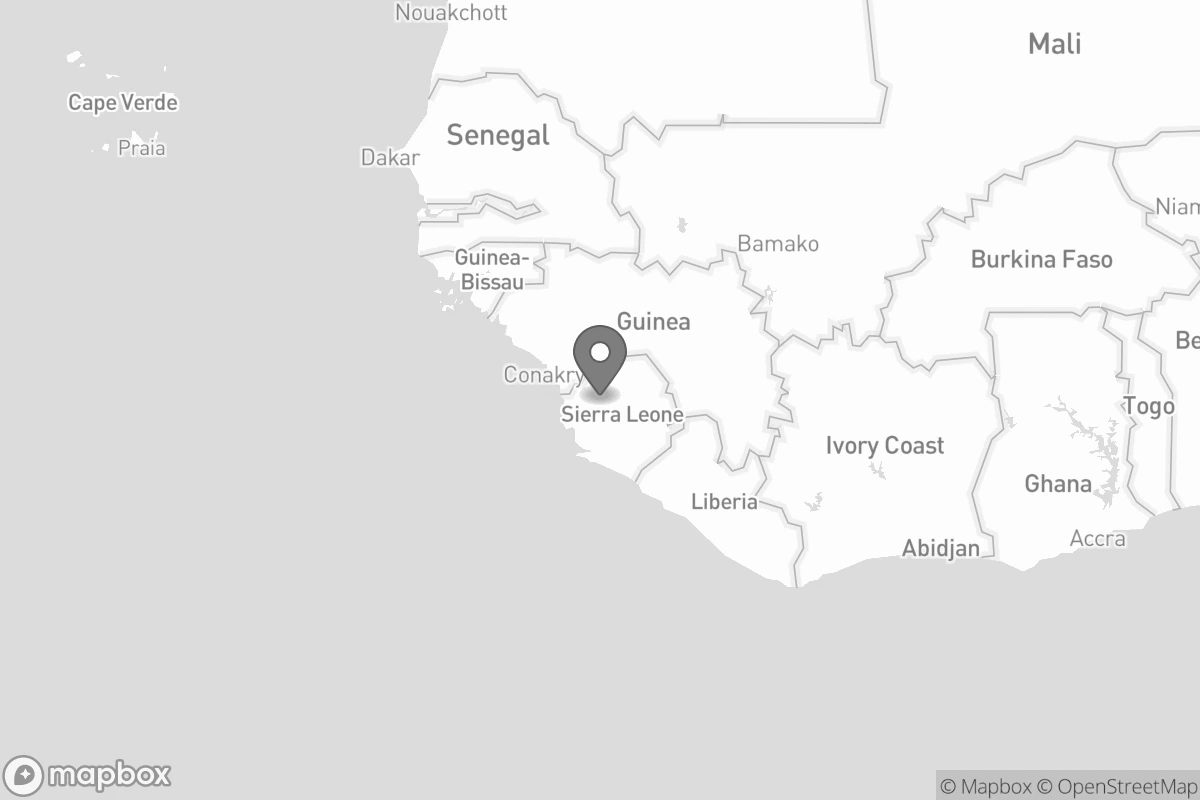 Nouakchott
Mali
Cape Verde
Senegal
Praia
Dakar
Niam
Bamako
Guinea-
Bissau
Burkina Faso
Guinea
Be
Conakry
Togo
Sierra Leone
Ivory Coast
Ghana
Liberia
Accra
Abidjan
mapbox
© Mapbox © OpenStreetMap